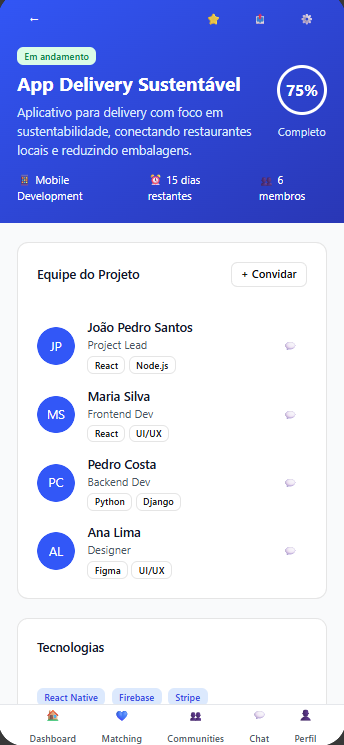 ←
Em andamento
App Delivery Sustentável
75%
Aplicativo para delivery com foco em
sustentabilidade, conectando restaurantes
locais e reduzindo embalagens.
Completo
Mobile
Development
15 dias
restantes
6
membros
Equipe do Projeto
+ Convidar
JP
João Pedro Santos
Project Lead
React
Node.js
MS
Maria Silva
Frontend Dev
React
UI/UX
PC
Pedro Costa
Backend Dev
Python
Django
AL
Ana Lima
Designer
Figma
UI/UX
Tecnologias
React Native
Firebase
Stripe
Dashboard
Matching
Communities
Chat
Perfil